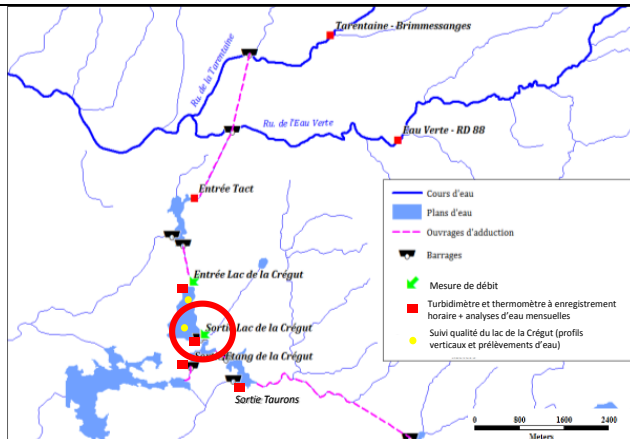 Tarentaine - Brimmessanges
Ru. de la Tarentaine
Ru. de l'Eau Verte
Eau Verte - RD 88
Entrée Tact
Entrée Lac de la Crégut
Sortie Lac de la Crégut
Étang de la Crégut
Sortie Taurons
Cours d'eau
Plans d'eau
Ouvrages d'adduction
Barrages
Mesure de débit
Turbidimètre et thermomètre à enregistrement
horaire + analyses d'eau mensuelles
Suivi qualité du lac de la Crégut (profils
verticaux et prélèvements d'eau)
0 800 1600 2400
Meters